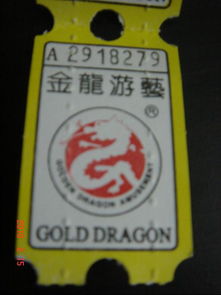 A 2918279
金龍游藝
®
GOLDEN DRAGON AMUSEMENT
GOLD DRAGON